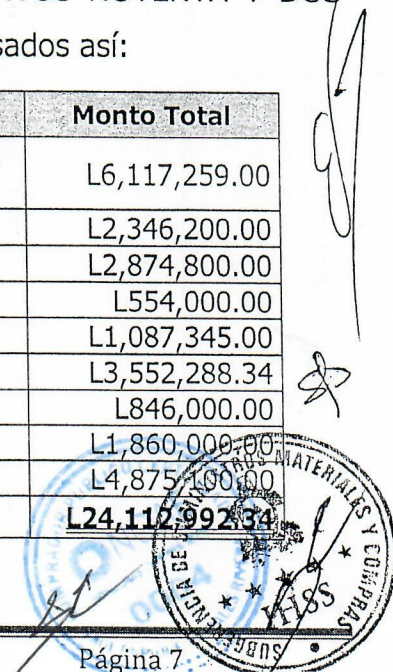 sados así:
Monto Total
L6,117,259.00
L2,346,200.00
L2,874,800.00
L554,000.00
L1,087,345.00
L3,552,288.34
L846,000.00
L1,860,000.00
L4,875,100.00
L24,112,992.34
MATERIALES Y COMPRAS
SUBGERENCIA DE
IHSS
Página 7